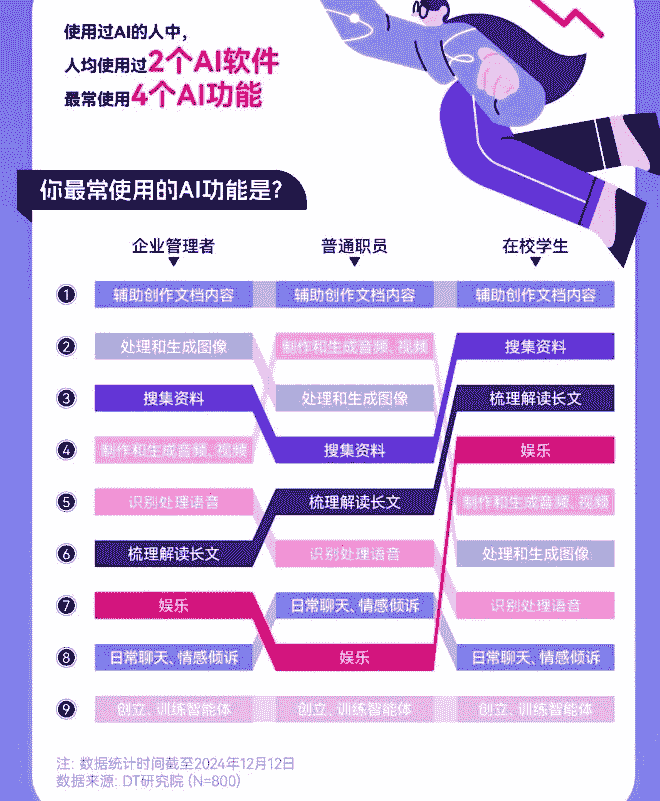 使用过AI的人中，
人均使用过2个AI软件
最常使用4个AI功能
你最常使用的AI功能是?
企业管理者 普通职员 在校学生
1 辅助创作文档内容 辅助创作文档内容 辅助创作文档内容
2 处理和生成图像 制作和生成音频、视频 搜集资料
3 搜集资料 处理和生成图像 梳理解读长文
4 制作和生成音频、视频 搜集资料 娱乐
5 识别处理语音 梳理解读长文 制作和生成音频、视频
6 梳理解读长文 识别处理语音 处理和生成图像
7 娱乐 日常聊天、情感倾诉 识别处理语音
8 日常聊天、情感倾诉 娱乐 日常聊天、情感倾诉
9 创立、训练智能体 创立、训练智能体 创立、训练智能体
注: 数据统计时间截至2024年12月12日
数据来源: DT研究院 (N=800)